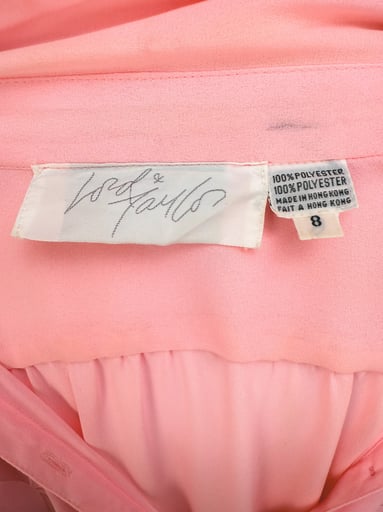 Lord &
Taylor
100% POLYESTER
100% POLYESTER
MADE IN HONG KONG
FAIT A HONG KONG
8